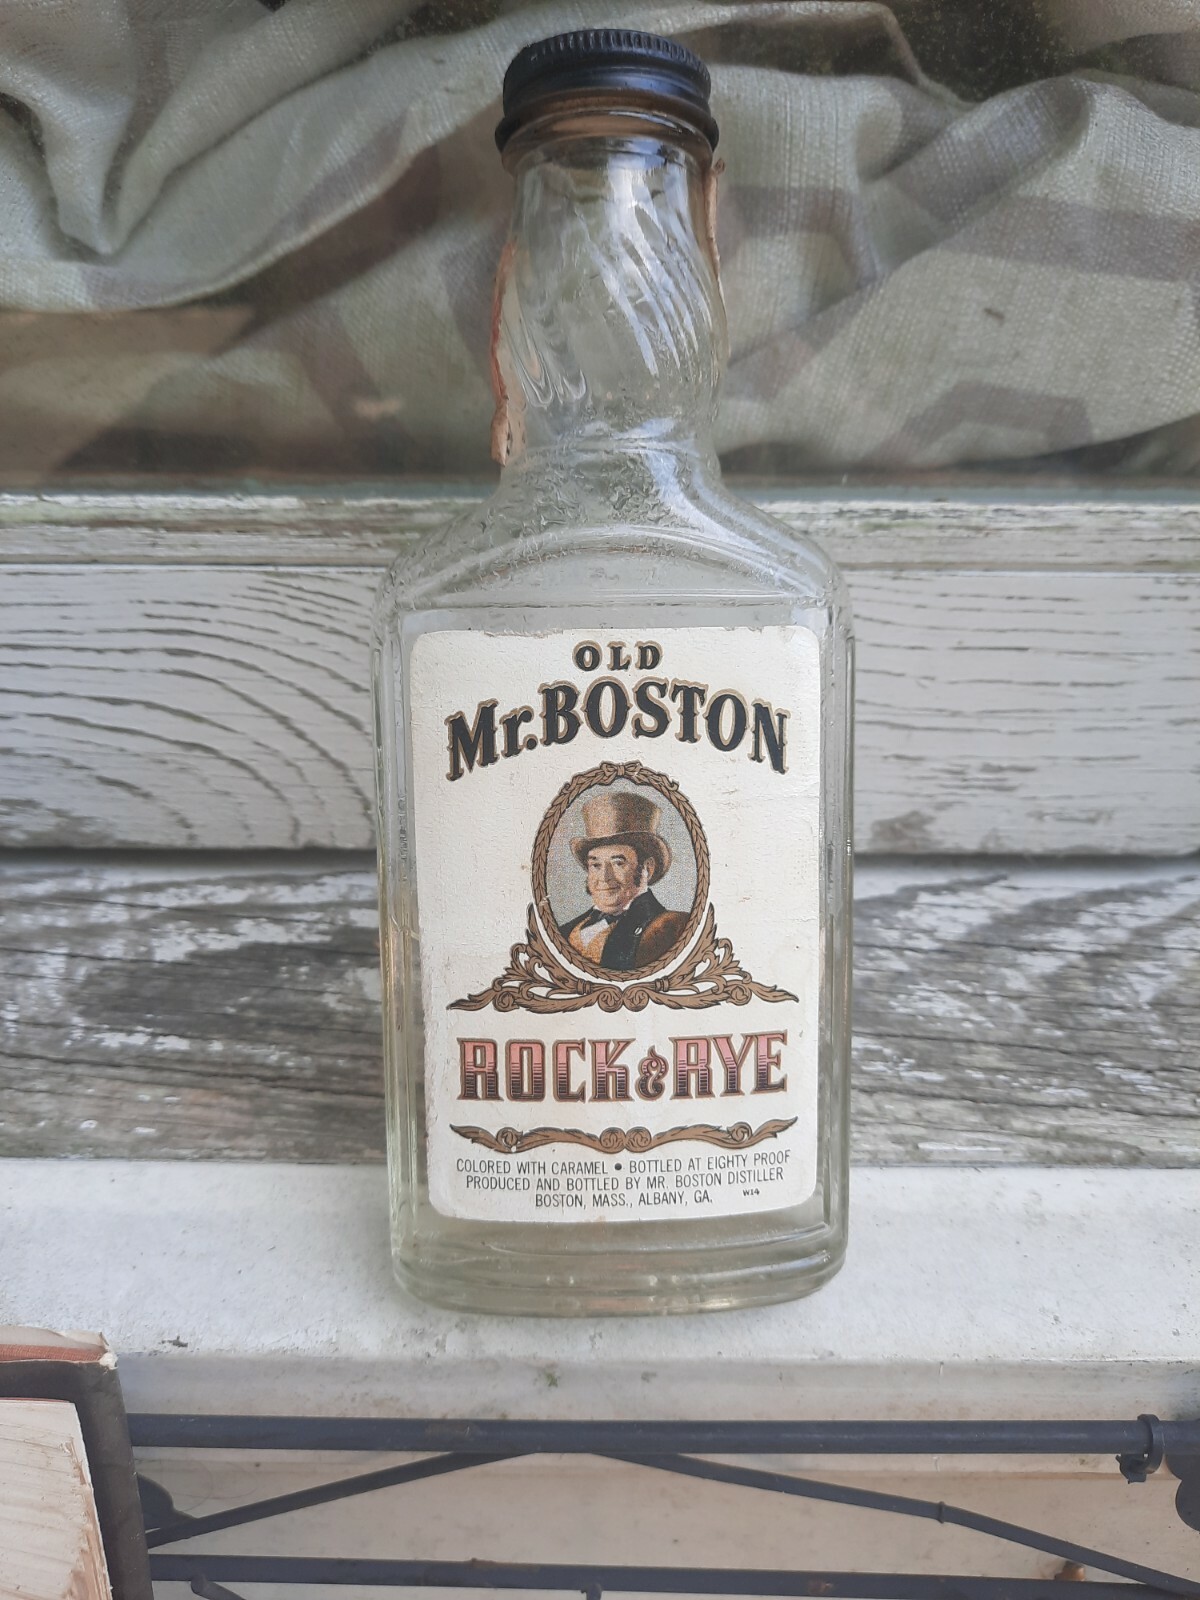 OLD
Mr. BOSTON
ROCK & RYE
COLORED WITH CARAMEL • BOTTLED AT EIGHTY PROOF
PRODUCED AND BOTTLED BY MR. BOSTON DISTILLER
BOSTON, MASS., ALBANY, GA. W14